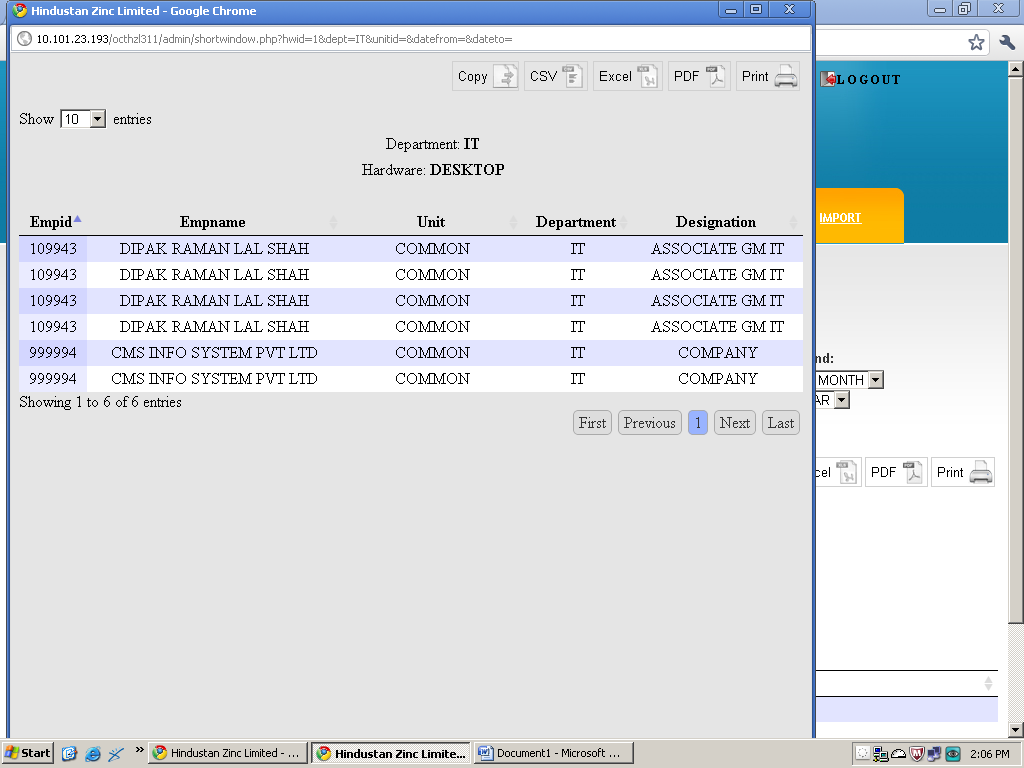 Hindustan Zinc Limited - Google Chrome
10.101.23.193/octhzl311/admin/shortwindow.php?hwid=1&dept=IT&unitid=&datefrom=&dateto=
LOGOUT
Copy CSV Excel PDF Print
Show 10 entries
Department: IT
Hardware: DESKTOP
IMPORT
Empid Empname Unit Department Designation
109943 DIPAK RAMAN LAL SHAH COMMON IT ASSOCIATE GM IT
109943 DIPAK RAMAN LAL SHAH COMMON IT ASSOCIATE GM IT
109943 DIPAK RAMAN LAL SHAH COMMON IT ASSOCIATE GM IT
109943 DIPAK RAMAN LAL SHAH COMMON IT ASSOCIATE GM IT
999994 CMS INFO SYSTEM PVT LTD COMMON IT COMPANY
999994 CMS INFO SYSTEM PVT LTD COMMON IT COMPANY
Showing 1 to 6 of 6 entries
First Previous 1 Next Last
nd:
MONTH
AR
cel PDF Print
Start » Hindustan Zinc Limited - ... Hindustan Zinc Limite... Document1 - Microsoft ... 2:06 PM